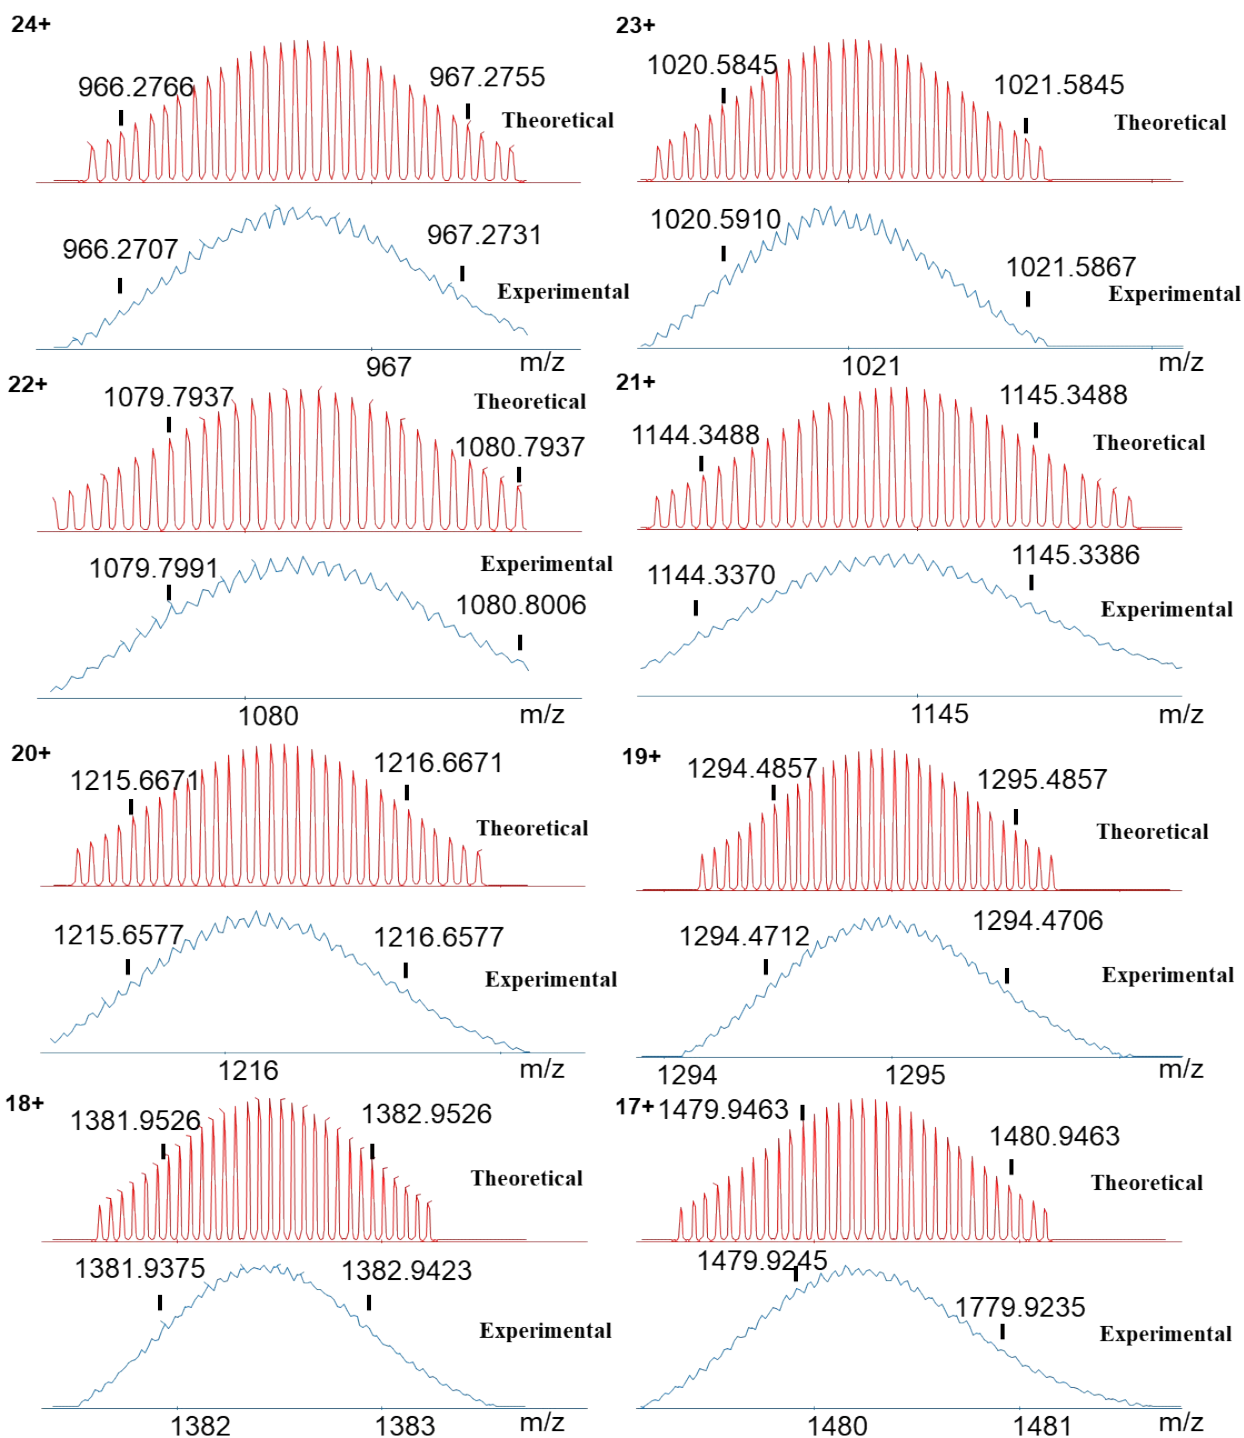 24+
966.2766
967.2755
Theoretical
966.2707
967.2731
Experimental
967
m/z
23+
1020.5845
1021.5845
Theoretical
1020.5910
1021.5867
Experimental
1021
m/z
22+
1079.7937
Theoretical
1080.7937
1079.7991
Experimental
1080.8006
1080
m/z
21+
1145.3488
1144.3488
Theoretical
1144.3370
1145.3386
Experimental
1145
m/z
20+
1215.6671
1216.6671
Theoretical
1215.6577
1216.6577
Experimental
1216
m/z
19+
1294.4857
1295.4857
Theoretical
1294.4712
1294.4706
Experimental
1294
1295
m/z
18+
1381.9526
1382.9526
Theoretical
1381.9375
1382.9423
Experimental
1382
1383
m/z
17+
1479.9463
1480.9463
Theoretical
1479.9245
1779.9235
Experimental
1480
1481
m/z